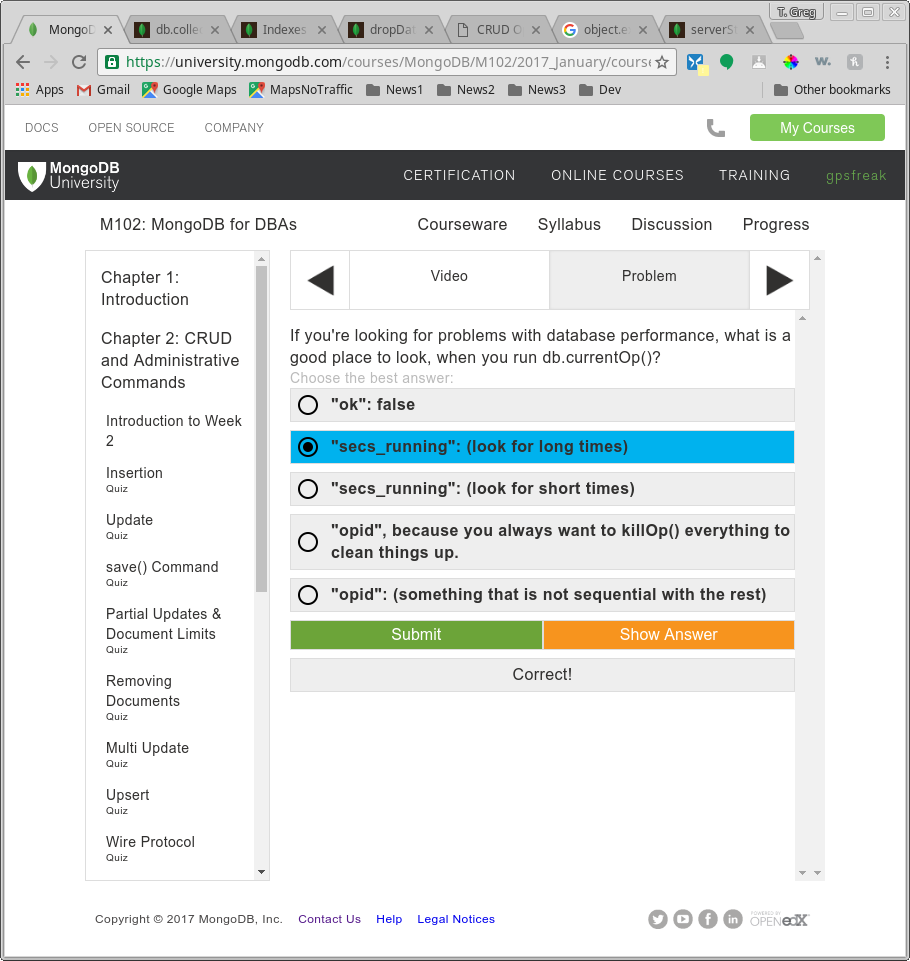 T. Greg
MongoD
db.colle
Indexes
dropDat
CRUD O
object.e
serverS
https://university.mongodb.com/courses/MongoDB/M102/2017_January/course
Apps Gmail Google Maps MapsNoTraffic News1 News2 News3 Dev Other bookmarks
DOCS OPEN SOURCE COMPANY My Courses
MongoDB
University
CERTIFICATION ONLINE COURSES TRAINING gpsfreak
M102: MongoDB for DBAs Courseware Syllabus Discussion Progress
Chapter 1:
Introduction
Chapter 2: CRUD
and Administrative
Commands
Introduction to Week
2
Insertion
Quiz
Update
Quiz
save() Command
Quiz
Partial Updates &
Document Limits
Quiz
Removing
Documents
Quiz
Multi Update
Quiz
Upsert
Quiz
Wire Protocol
Quiz
Video Problem
If you're looking for problems with database performance, what is a
good place to look, when you run db.currentOp()?
Choose the best answer:
"ok": false
"secs_running": (look for long times)
"secs_running": (look for short times)
"opid", because you always want to killOp() everything to
clean things up.
"opid": (something that is not sequential with the rest)
Submit Show Answer
Correct!
Copyright © 2017 MongoDB, Inc. Contact Us Help Legal Notices
POWERED BY
OPEN edX